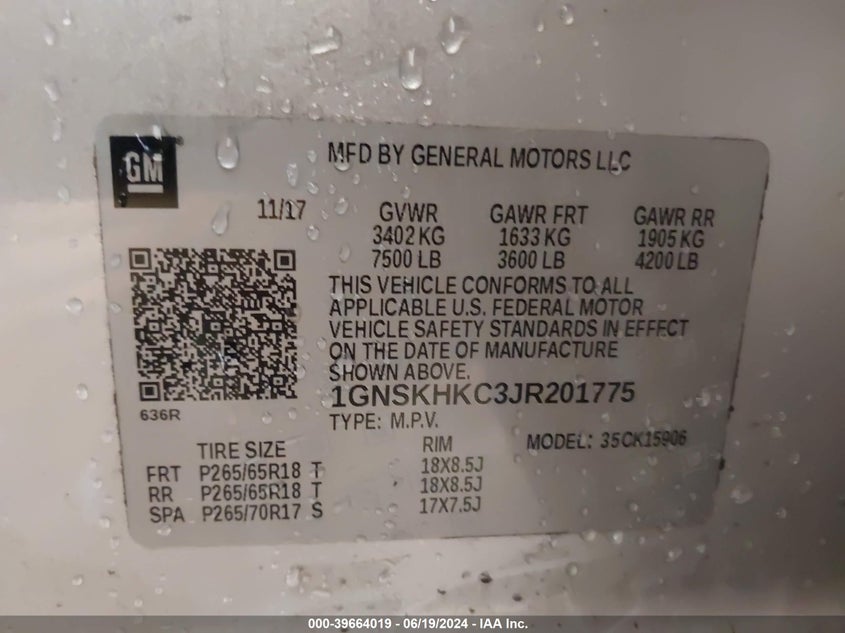 GM
MFD BY GENERAL MOTORS LLC
11/17
GVWR GAWR FRT GAWR RR
3402 KG 1633 KG 1905 KG
7500 LB 3600 LB 4200 LB
THIS VEHICLE CONFORMS TO ALL
APPLICABLE U.S. FEDERAL MOTOR
VEHICLE SAFETY STANDARDS IN EFFECT
ON THE DATE OF MANUFACTURE
SHOWN ABOVE.
1GNSKHKC3JR201775
636R
TYPE: M.P.V. MODEL: 35CK15906
TIRE SIZE RIM
FRT P265/65R18 T 18X8.5J
RR P265/65R18 T 18X8.5J
SPA P265/70R17 S 17X7.5J
000-39664019 - 06/19/2024 - IAA Inc.